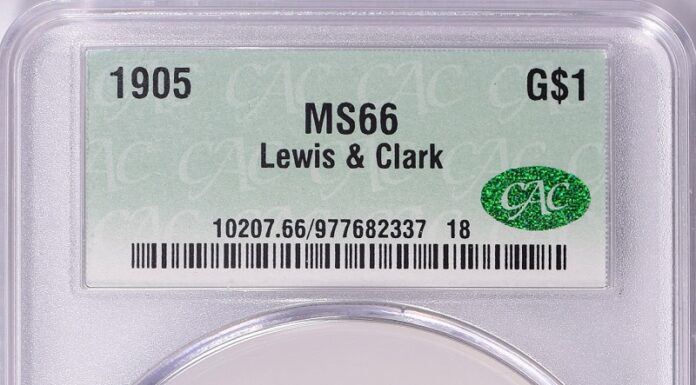 1905 G$1
MS66
Lewis & Clark
CAC
10207.66/977682337 18